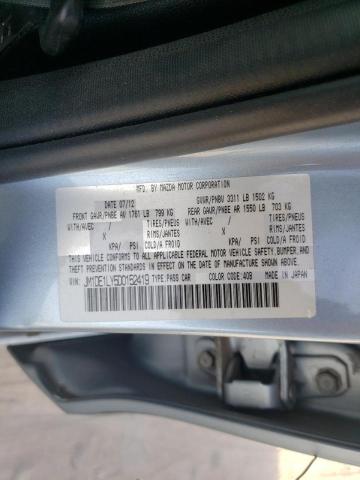 MFD. BY MAZDA MOTOR CORPORATION
DATE 07/12 GVWR/PNBV 3311 LB 1502 KG
FRONT GAWR/PNBE AV 1761 LB 799 KG REAR GAWR/PNBE AR 1550 LB 703 KG
WITH/AVEC / TIRES/PNEUS WITH/AVEC / TIRES/PNEUS
X RIMS/JANTES X RIMS/JANTES
KPA/ PSI COLD/A FROID KPA/ PSI COLD/A FROID
THIS VEHICLE CONFORMS TO ALL APPLICABLE FEDERAL MOTOR VEHICLE SAFETY, BUMPER,
AND THEFT PREVENTION STANDARDS IN EFFECT ON THE DATE OF MANUFACTURE SHOWN ABOVE.
VIN: JM1DE1LY5D0152419 TYPE: PASS CAR COLOR CODE: 40B MADE IN JAPAN